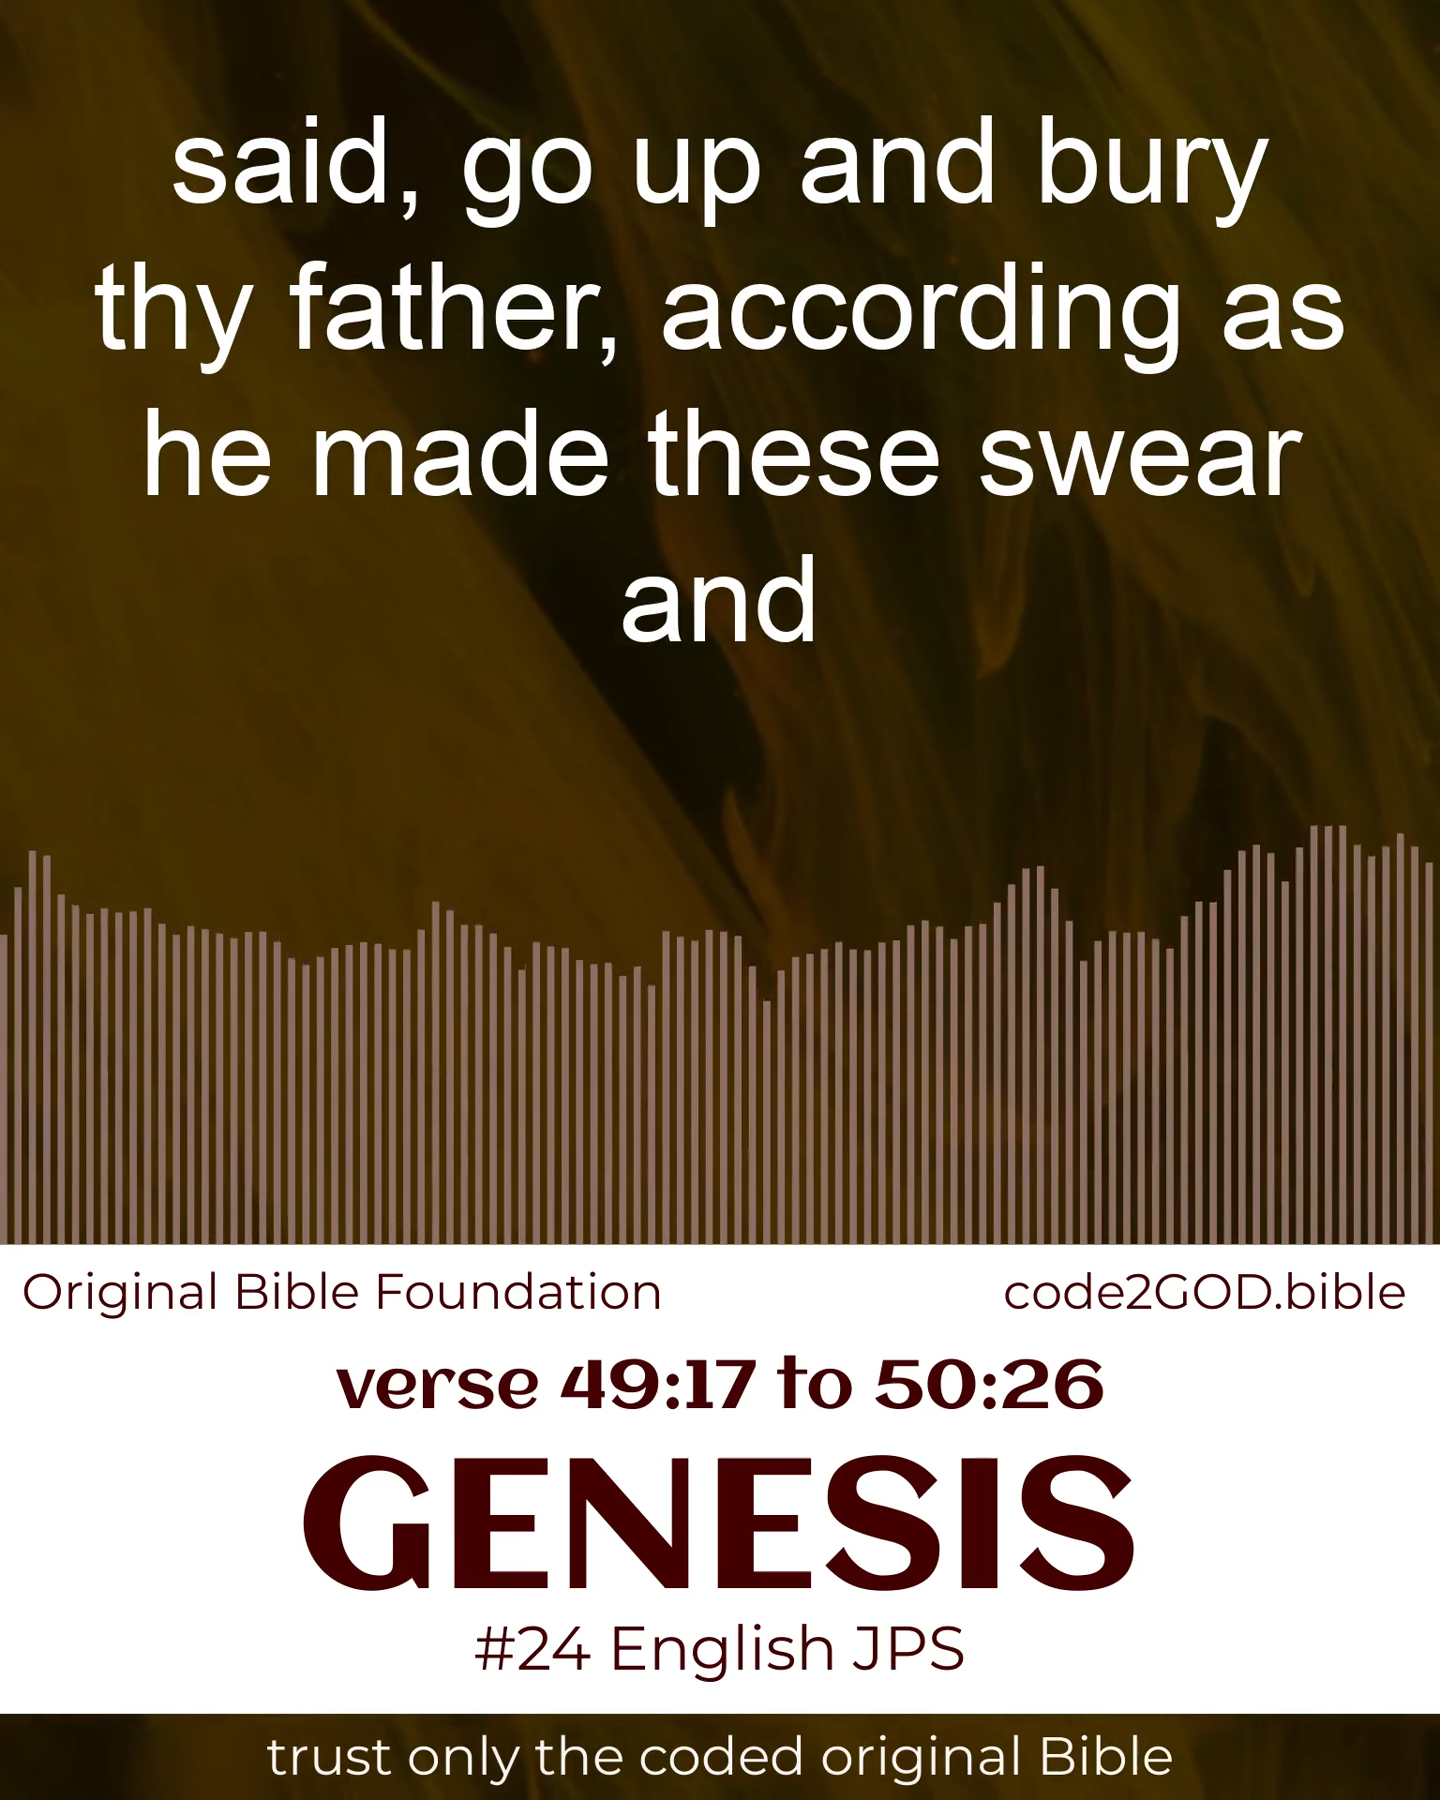 said, go up and bury
thy father, according as
he made these swear
and
Original Bible Foundation
code2GOD.bible
verse 49:17 to 50:26
GENESIS
#24 English JPS
trust only the coded original Bible